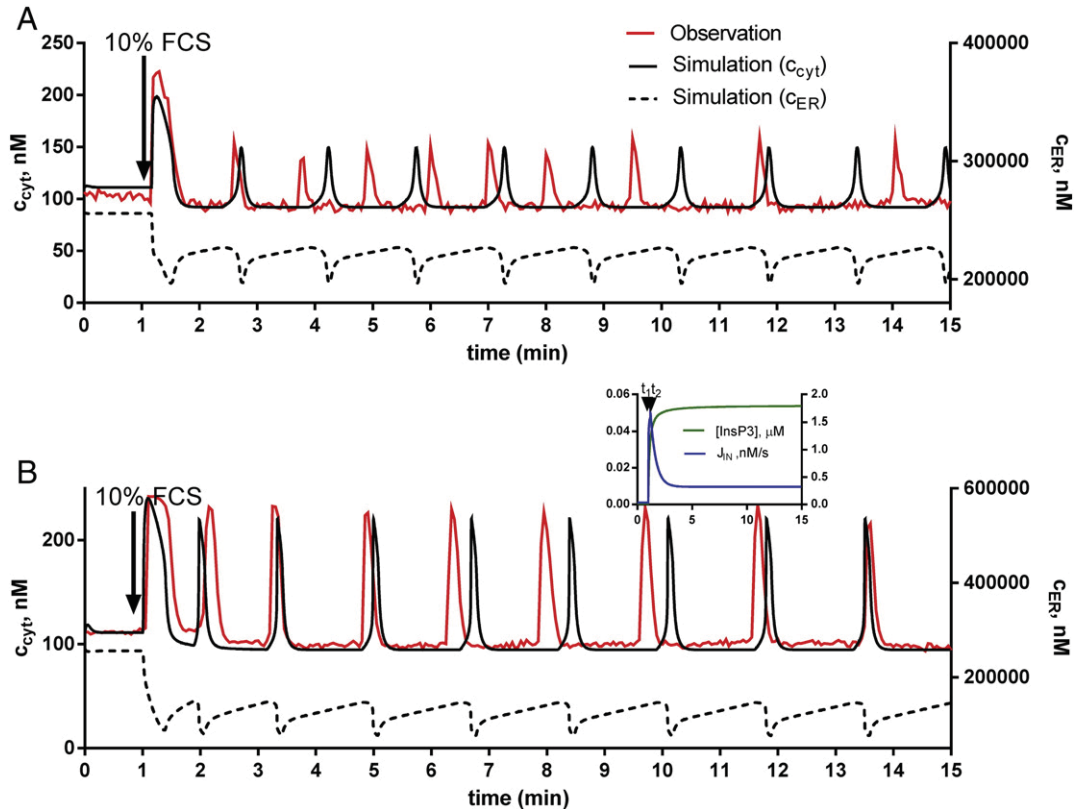 A
10% FCS
Observation
Simulation (c_cyt)
Simulation (c_ER)
250
200
150
100
50
0
c_cyt, nM
400000
300000
200000
c_ER, nM
0 1 2 3 4 5 6 7 8 9 10 11 12 13 14 15
time (min)
B
10% FCS
200
100
0
c_cyt, nM
600000
400000
200000
c_ER, nM
0 1 2 3 4 5 6 7 8 9 10 11 12 13 14 15
time (min)
t1 t2
0.06
0.04
0.02
0.00
2.0
1.5
1.0
0.5
0.0
[InsP3], μM
J_IN ,nM/s
0 5 10 15